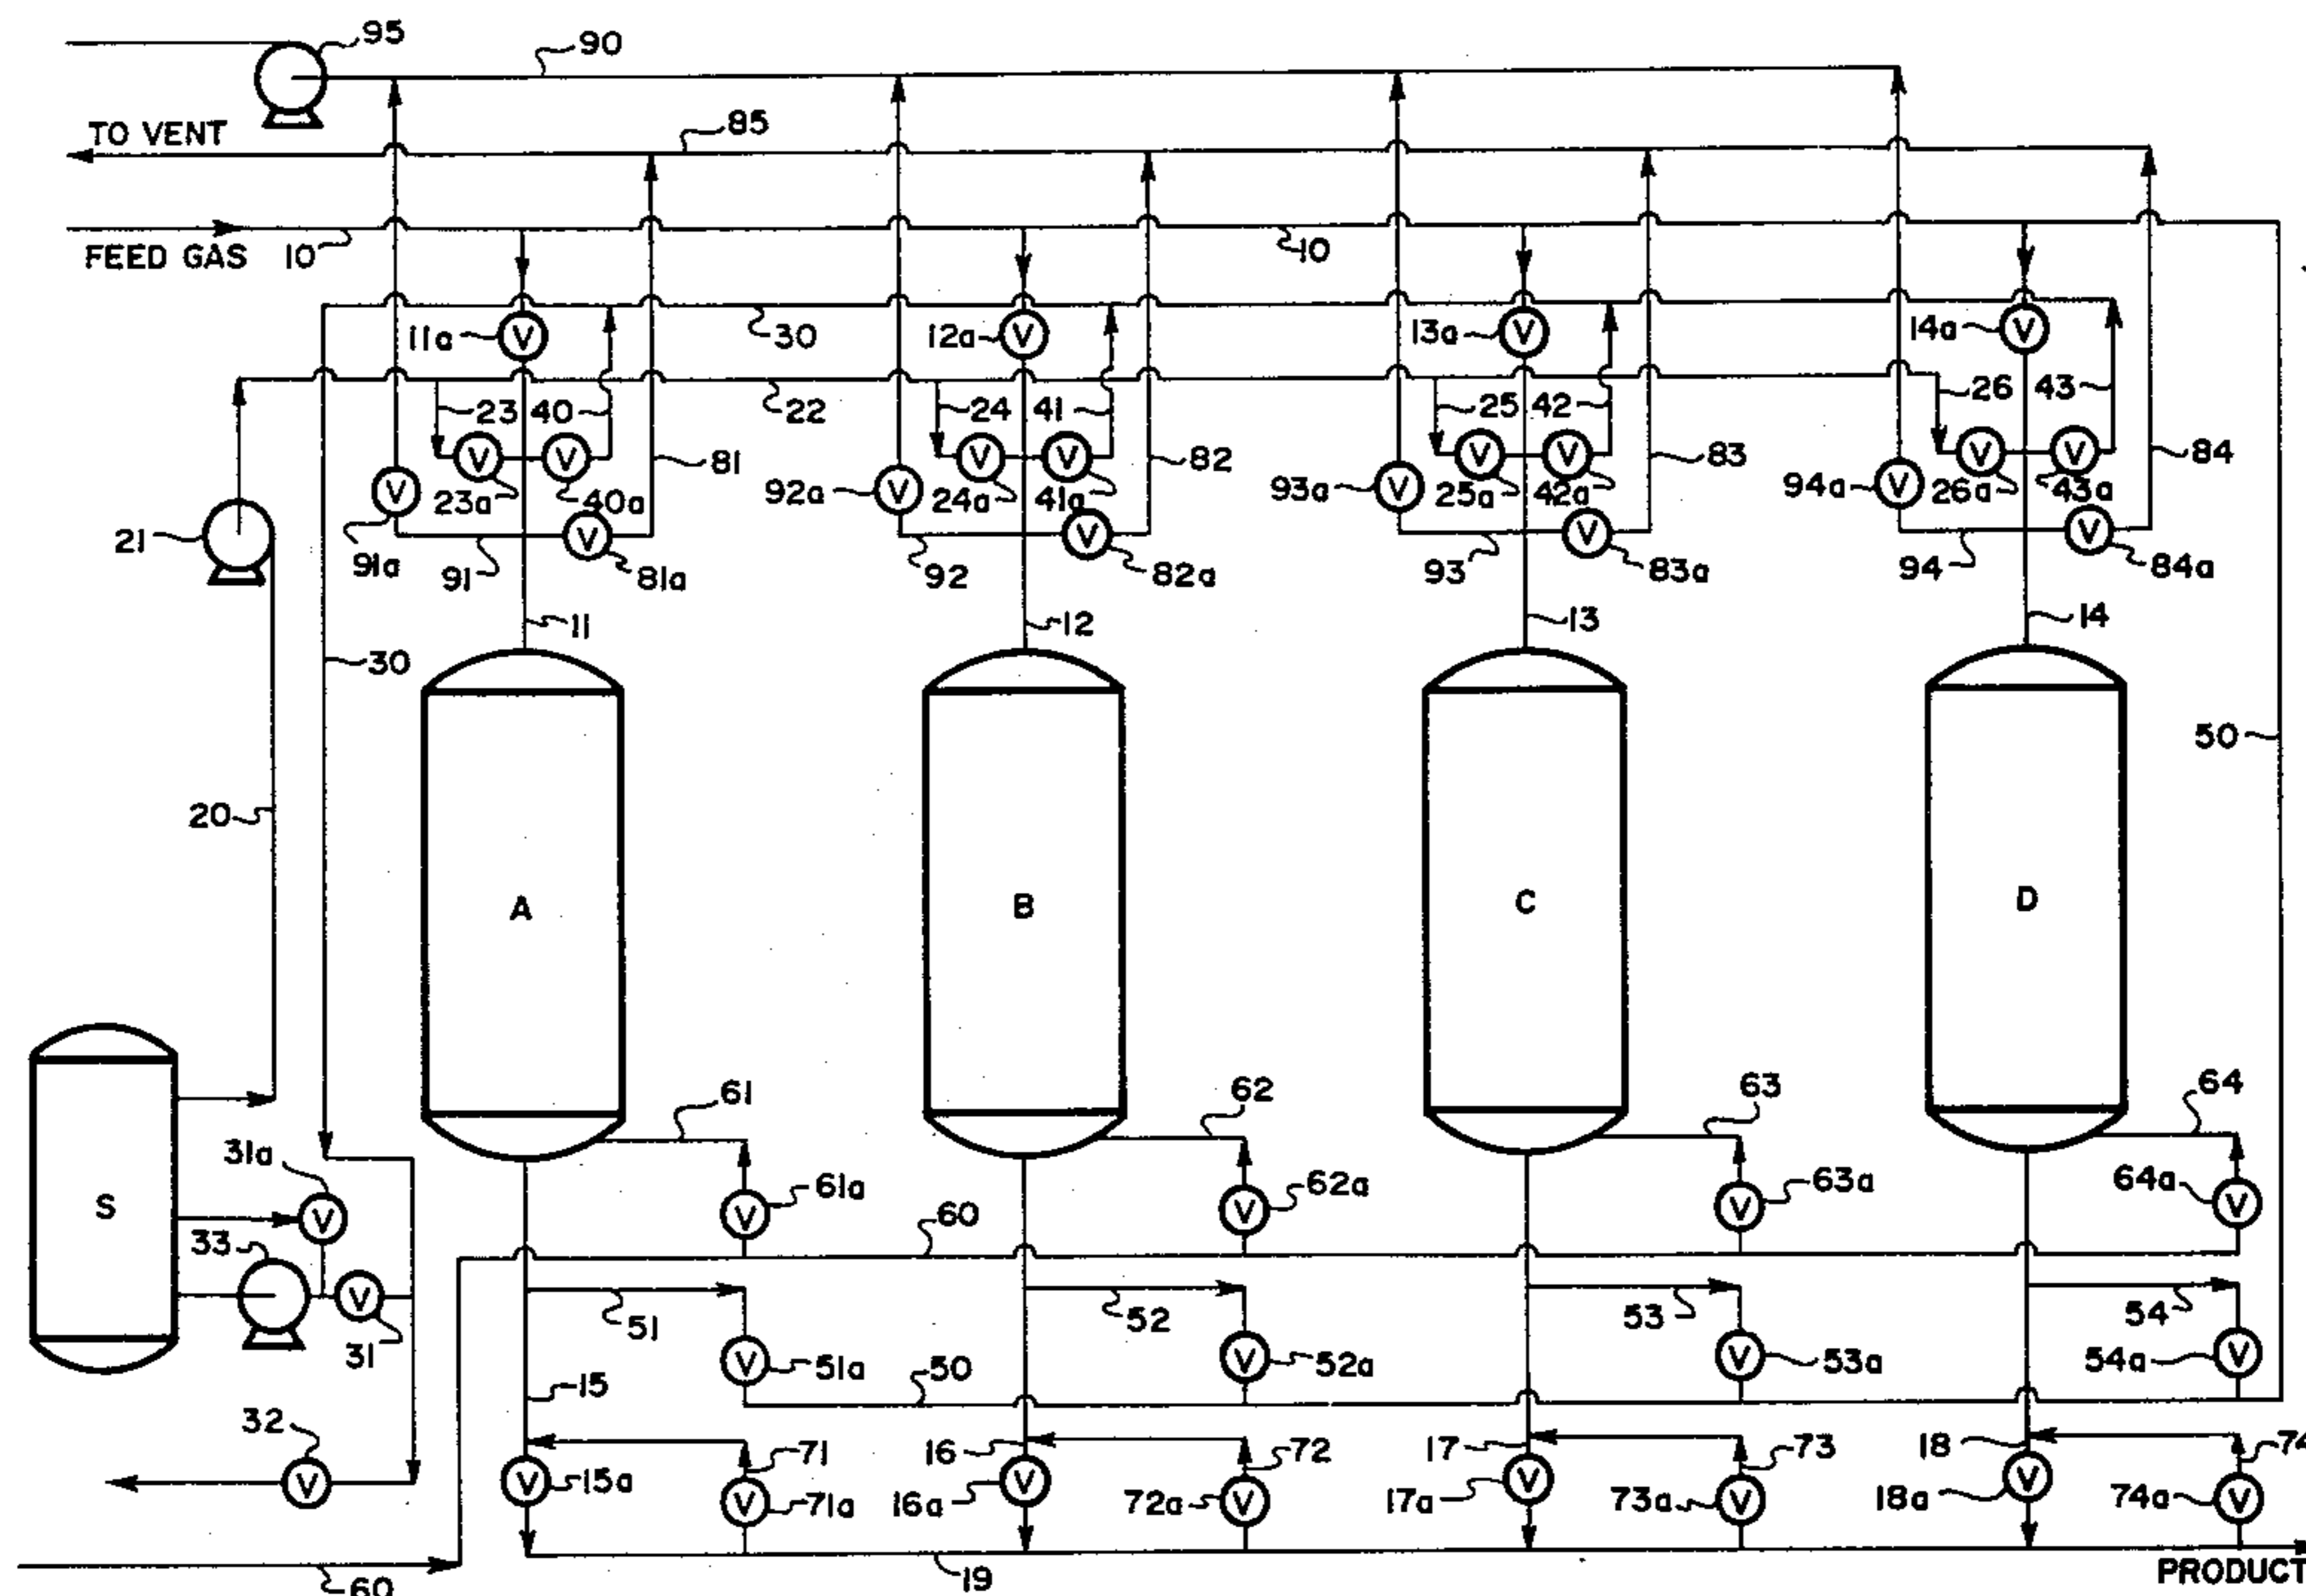 95
90
TO VENT
85
FEED GAS 10
10
11a
30
12a
13a
14a
23 40
22
24 41
25 42
26 43
81
82
83
84
91a
23a
40a
92a
24a
41a
93a
25a
42a
94a
26a
43a
21
91
81a
92
82a
93
83a
94
84a
11
12
13
14
30
50
20
A
B
C
D
S
61
62
63
64
31a
61a
62a
63a
64a
33
60
31
51
52
53
54
51a
52a
53a
54a
15
50
32
71
16
72
17
73
18
74
15a
71a
16a
72a
17a
73a
18a
74a
60
19
PRODUCT
V V V V
V V V V V V V V
V V V V
V V V V
V V V V
V
V
V V V V
V
V V V V
V V V V